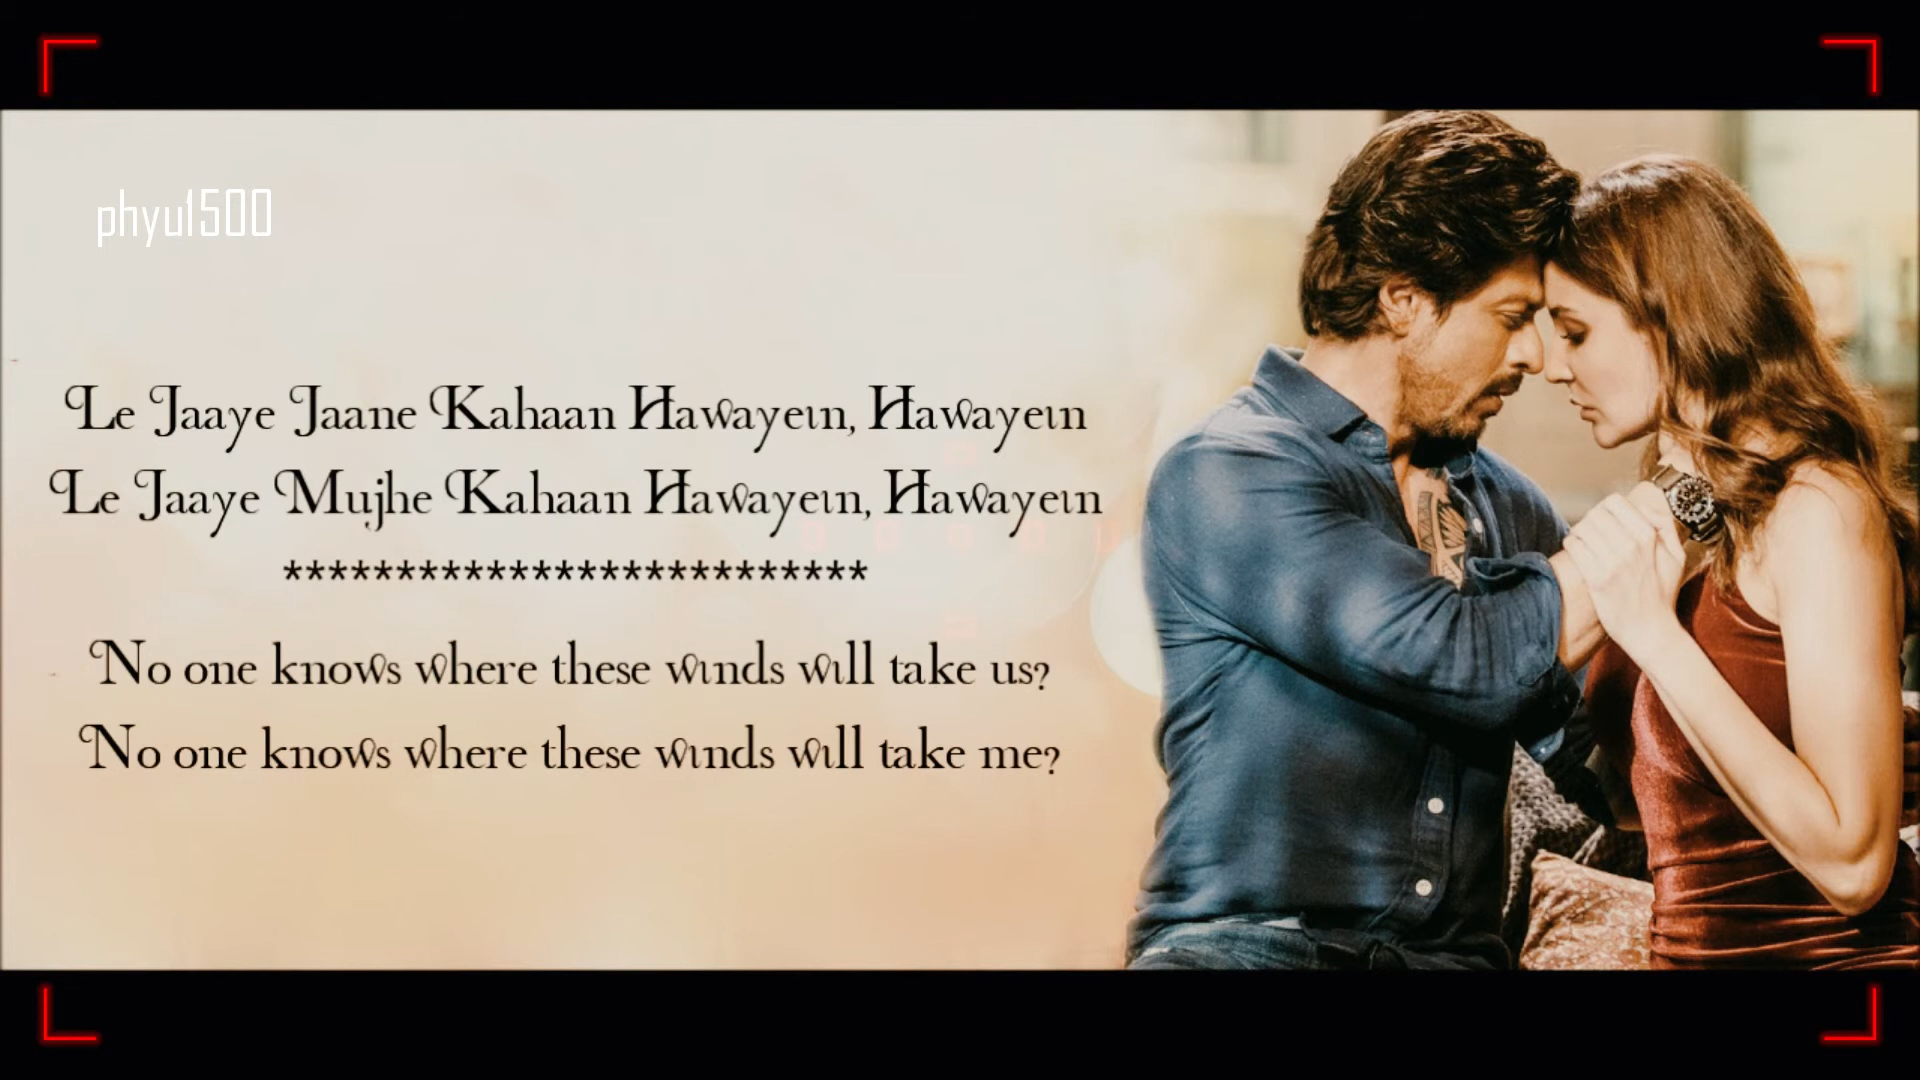 phyu1500
Le Jaaye Jaane Kahaan Hawayein, Hawayein
Le Jaaye Mujhe Kahaan Hawayein, Hawayein
**************************
No one knows where these winds will take us?
No one knows where these winds will take me?